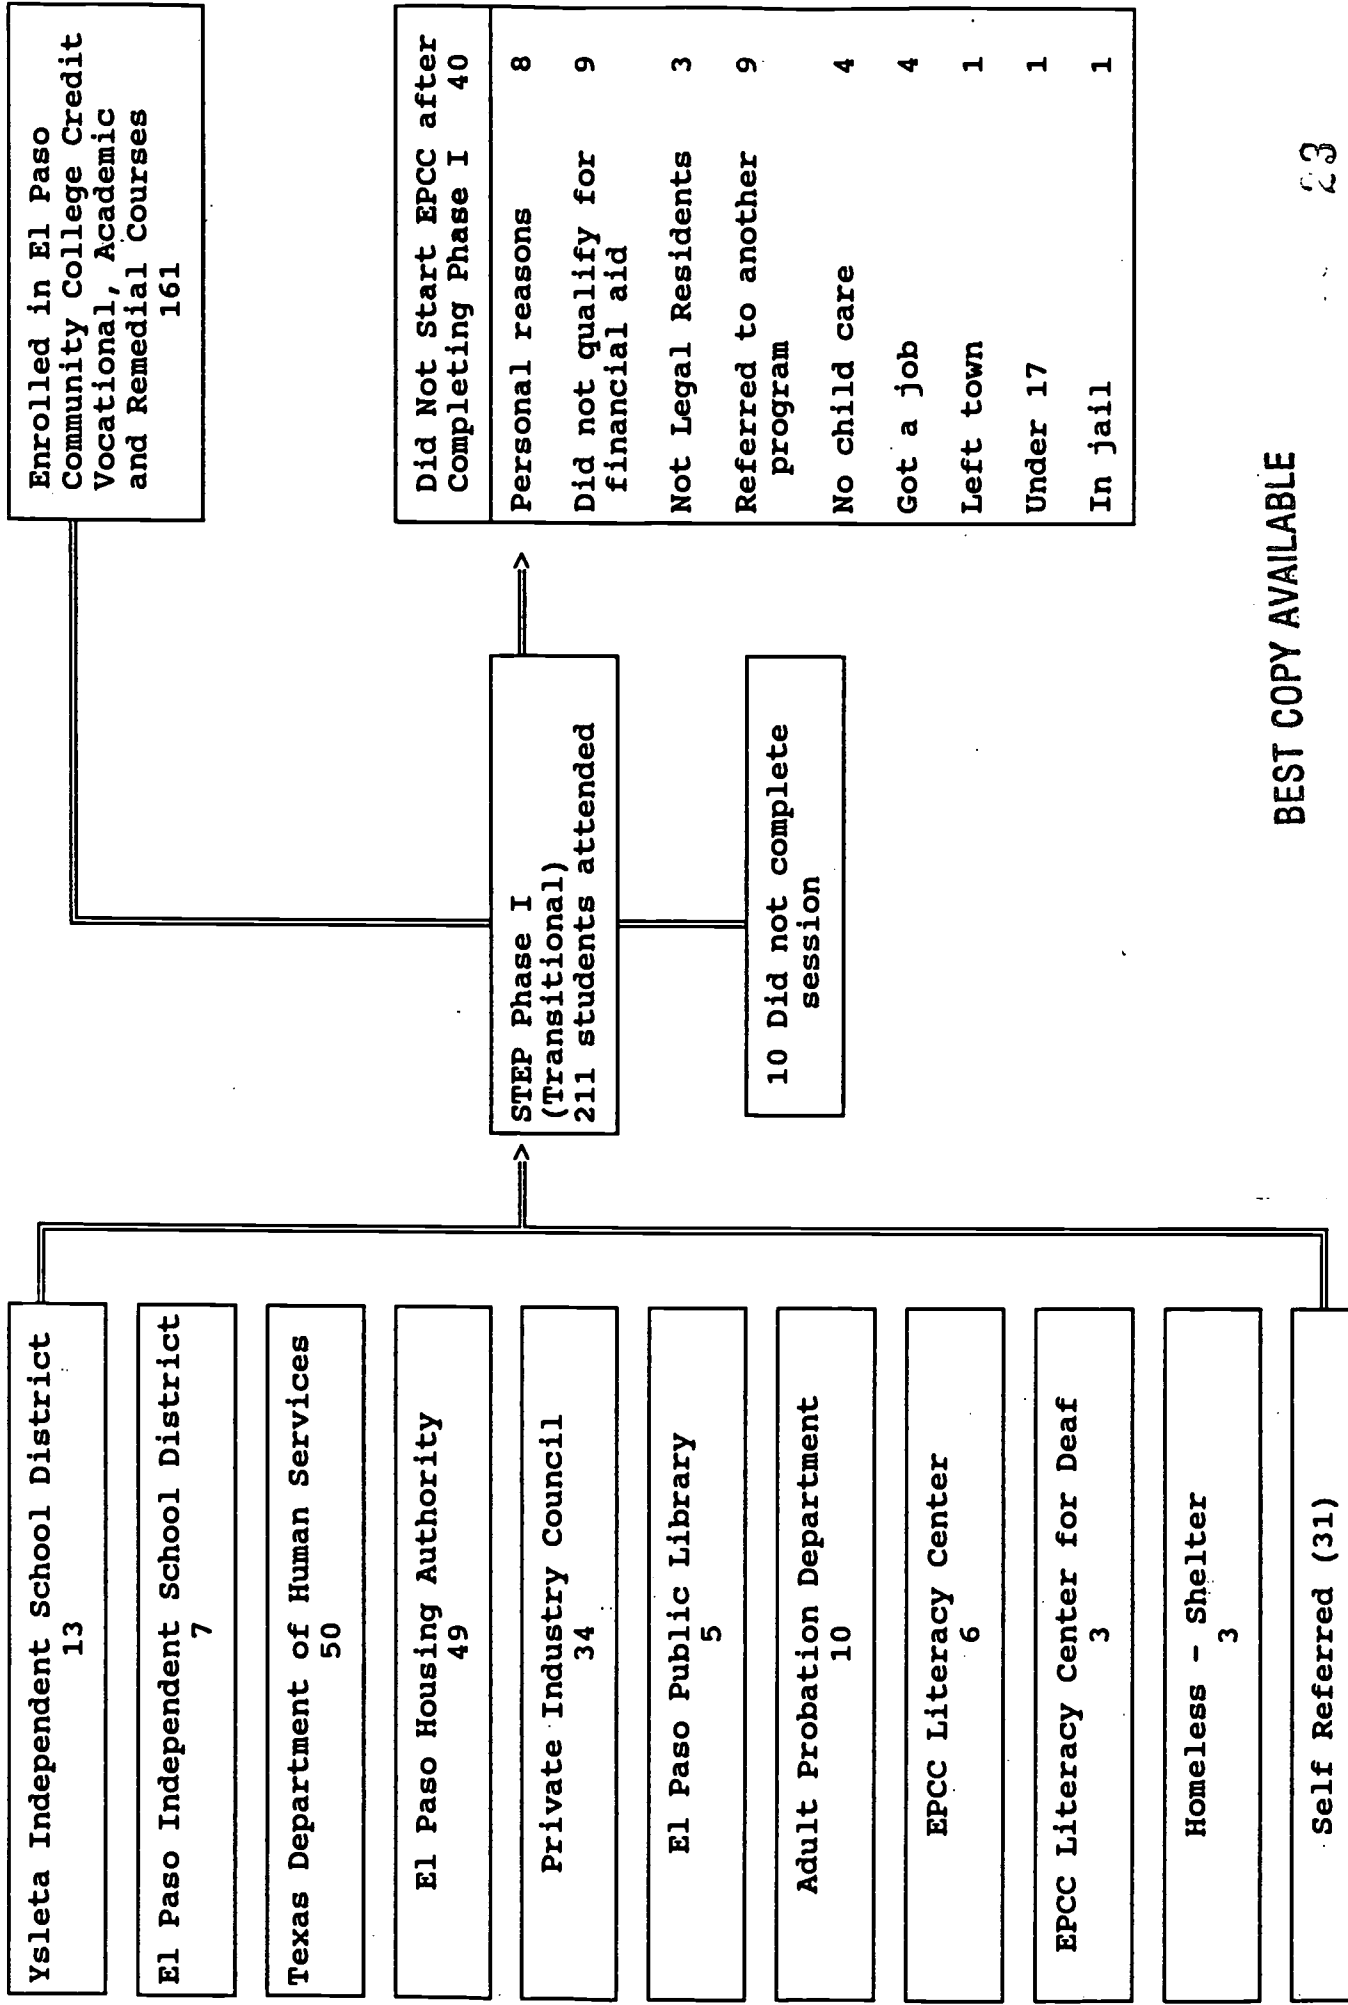 Ysleta Independent School District
13
El Paso Independent School District
7
Texas Department of Human Services
50
El Paso Housing Authority
49
Private Industry Council
34
El Paso Public Library
5
Adult Probation Department
10
EPCC Literacy Center
6
EPCC Literacy Center for Deaf
3
Homeless - Shelter
3
Self Referred (31)
STEP Phase I
(Transitional)
211 students attended
10 Did not complete
session
Enrolled in El Paso
Community College Credit
Vocational, Academic
and Remedial Courses
161
Did Not Start EPCC after
Completing Phase I 40
Personal reasons 8
Did not qualify for 9
financial aid
Not Legal Residents 3
Referred to another 9
program
No child care 4
Got a job 4
Left town 1
Under 17 1
In jail 1
BEST COPY AVAILABLE
23